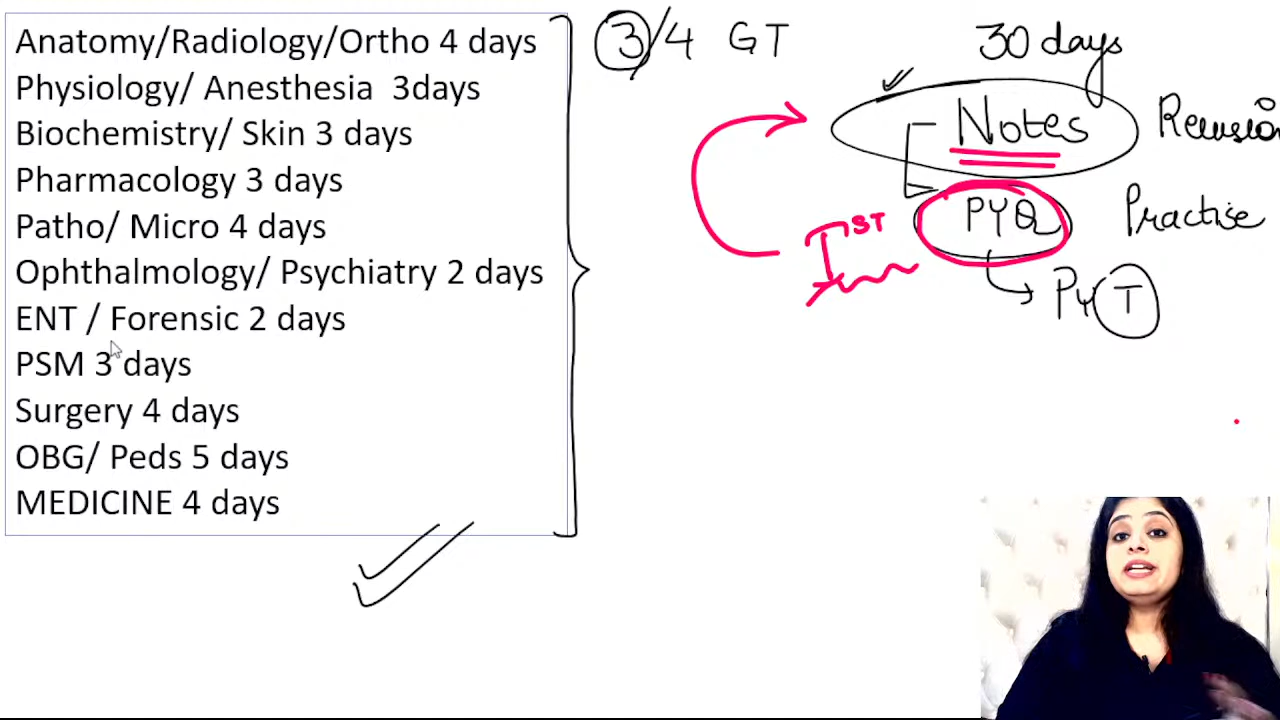 Anatomy/Radiology/Ortho 4 days
Physiology/ Anesthesia 3days
Biochemistry/ Skin 3 days
Pharmacology 3 days
Patho/ Micro 4 days
Ophthalmology/ Psychiatry 2 days
ENT / Forensic 2 days
PSM 3 days
Surgery 4 days
OBG/ Peds 5 days
MEDICINE 4 days
3/4 GT
30 days
Notes Revision
PYQ Practise
IST
PYT